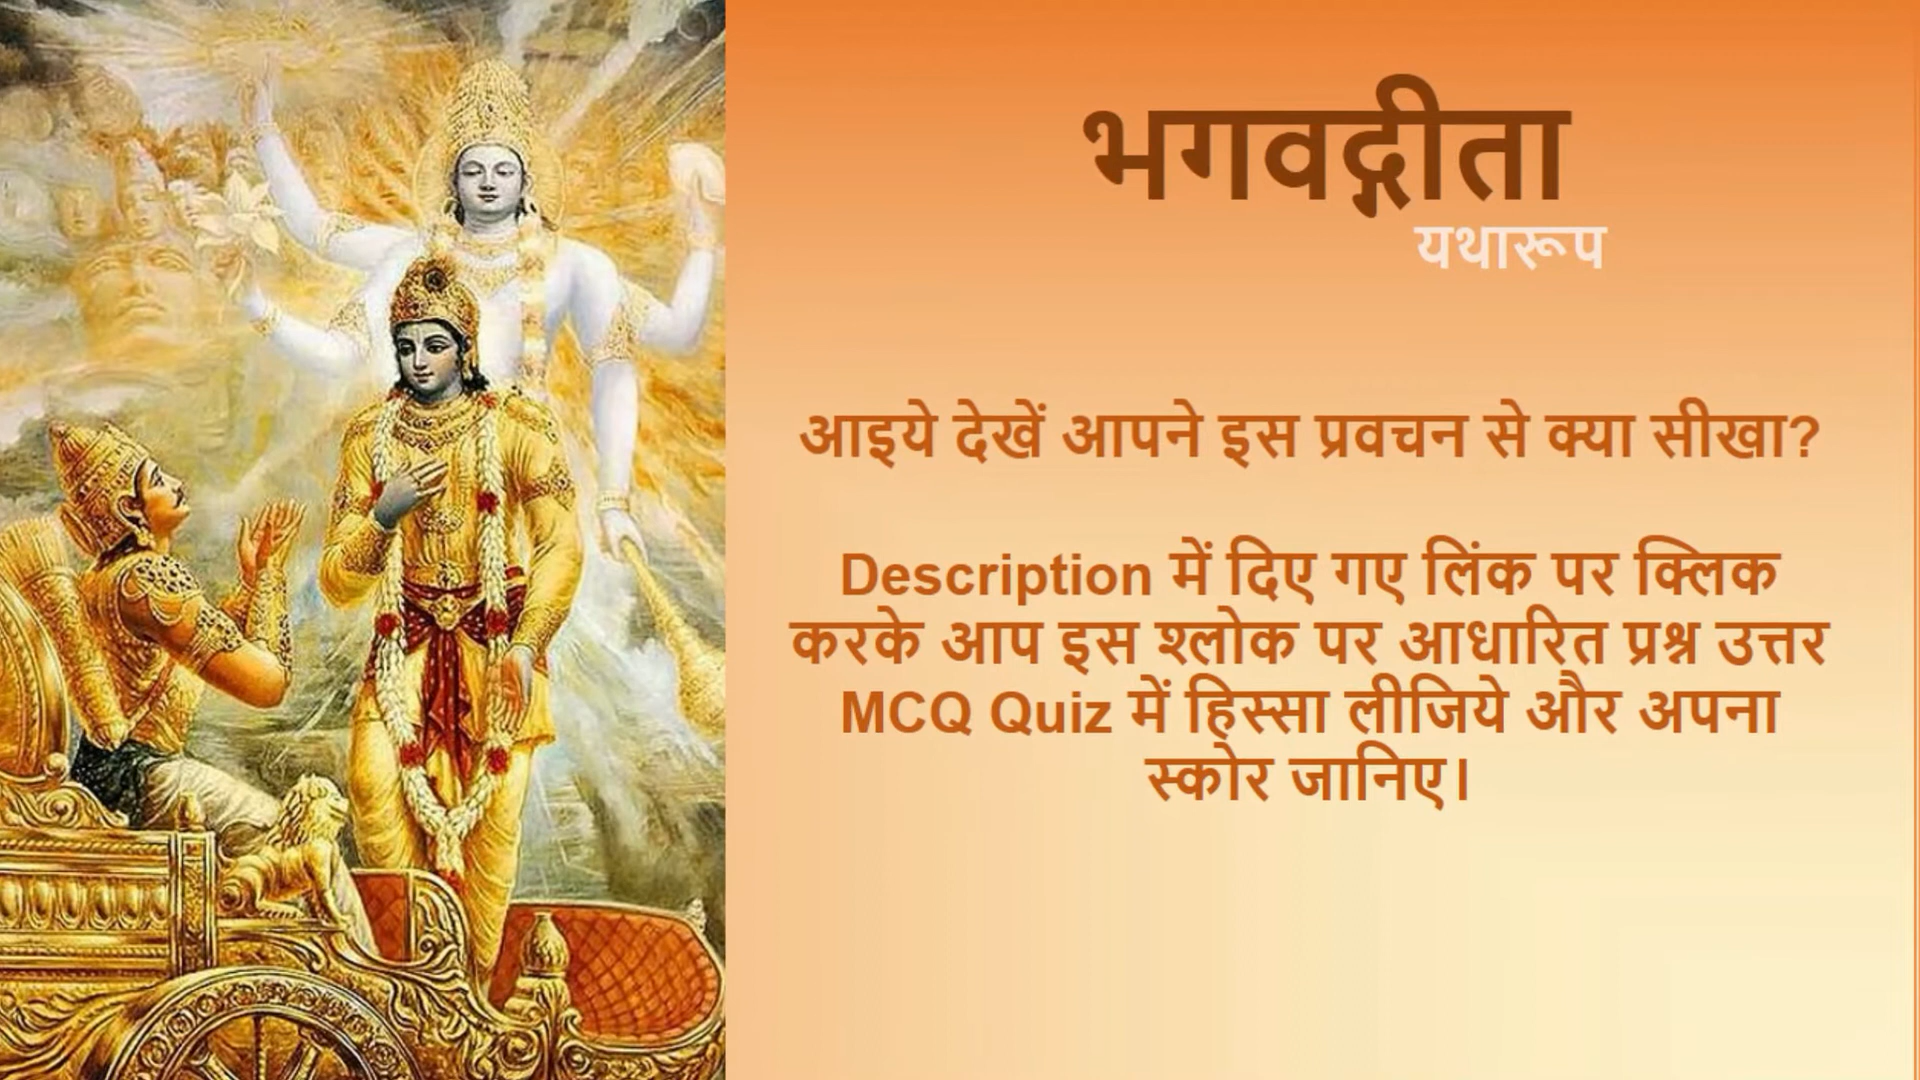 भगवद्गीता
यथारूप
आइये देखें आपने इस प्रवचन से क्या सीखा?
Description में दिए गए लिंक पर क्लिक
करके आप इस श्लोक पर आधारित प्रश्न उत्तर
MCQ Quiz में हिस्सा लीजिये और अपना
स्कोर जानिए।